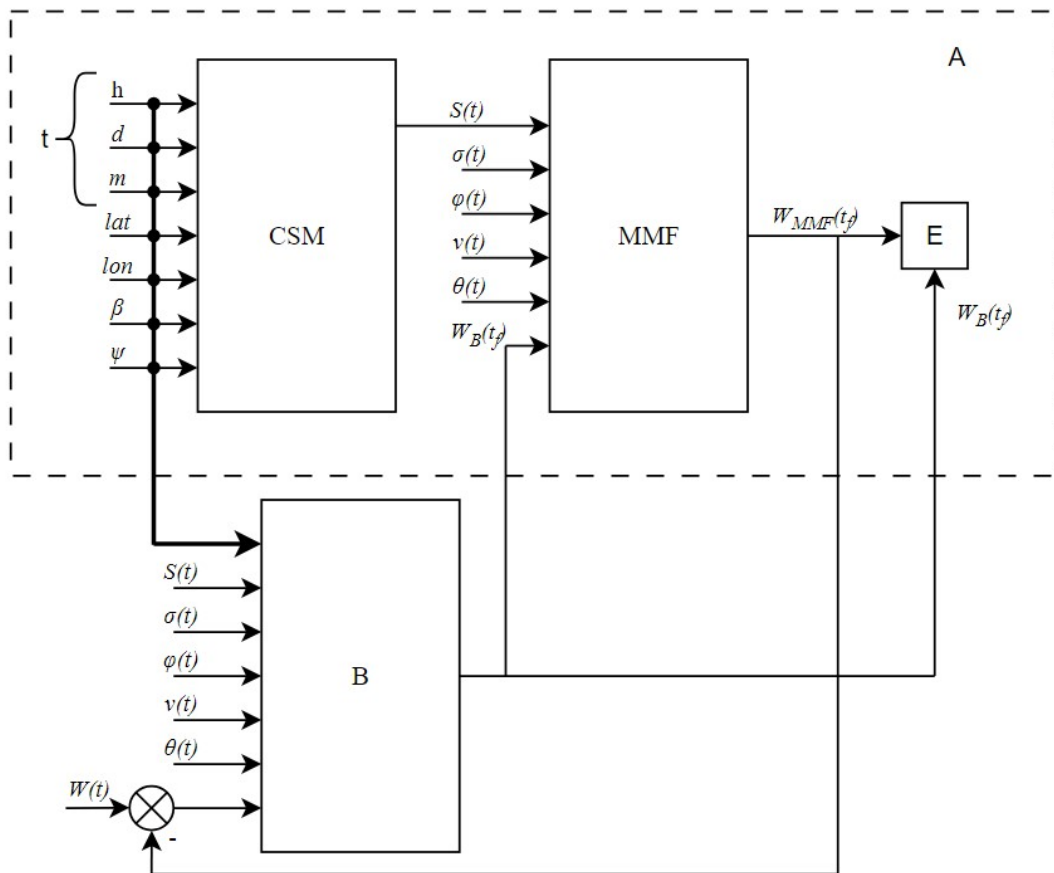 A
h
t
d
m
lat
lon
β
ψ
CSM
S(t)
σ(t)
φ(t)
v(t)
θ(t)
W_B(t_f)
MMF
W_MMF(t_f)
E
W_B(t_f)
S(t)
σ(t)
φ(t)
v(t)
θ(t)
W(t)
-
B